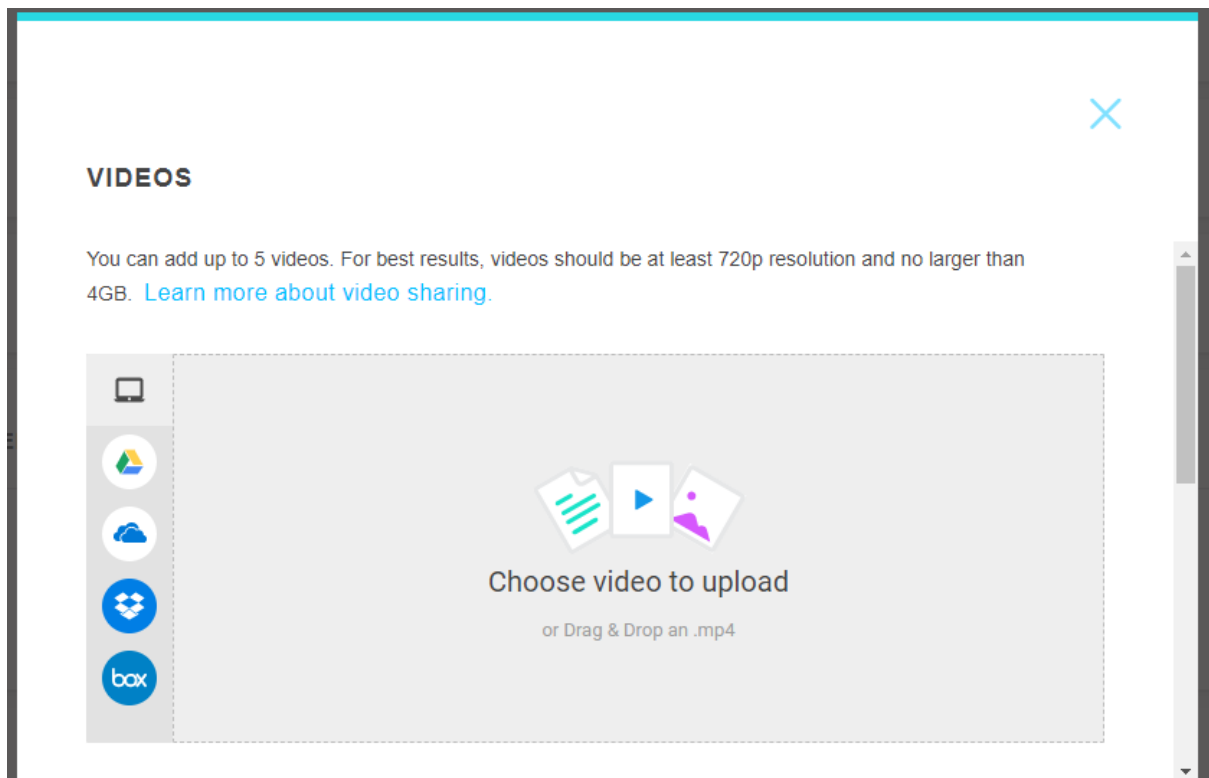 VIDEOS
You can add up to 5 videos. For best results, videos should be at least 720p resolution and no larger than
4GB. Learn more about video sharing.
Choose video to upload
or Drag & Drop an .mp4
box